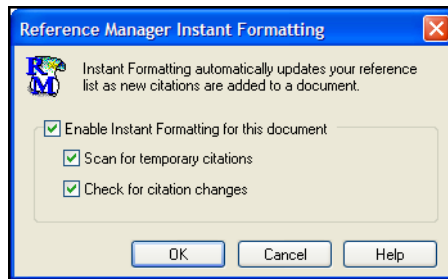 Reference Manager Instant Formatting
R
M
Instant Formatting automatically updates your reference
list as new citations are added to a document.
Enable Instant Formatting for this document
Scan for temporary citations
Check for citation changes
OK Cancel Help